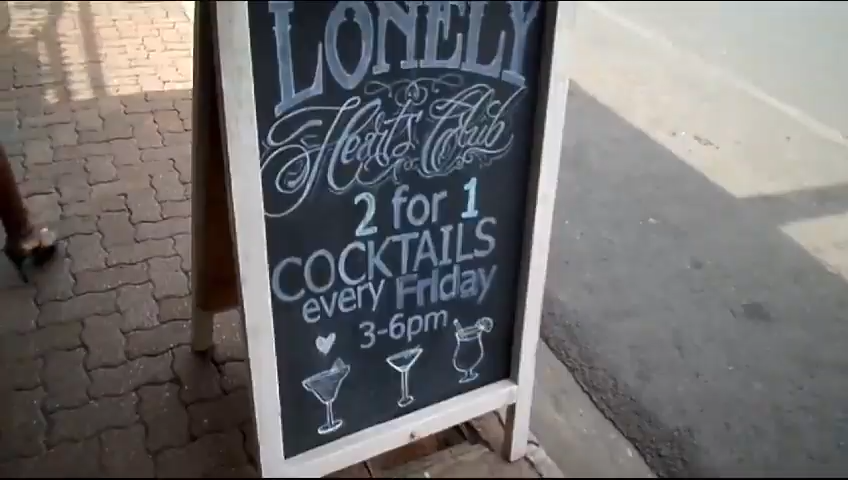 LONELY
Hearts Club
2 for 1
COCKTAILS
every Friday
3-6pm